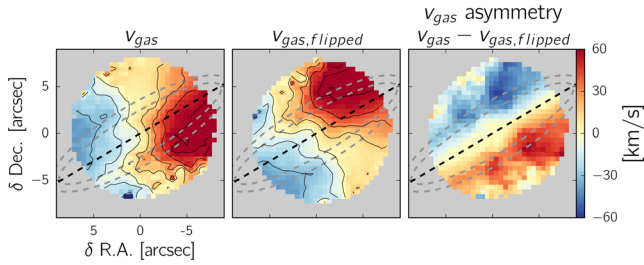 v_gas
v_gas,flipped
v_gas asymmetry
v_gas − v_gas,flipped
δ Dec. [arcsec]
5
0
−5
5
0
−5
δ R.A. [arcsec]
60
30
0
−30
−60
[km/s]